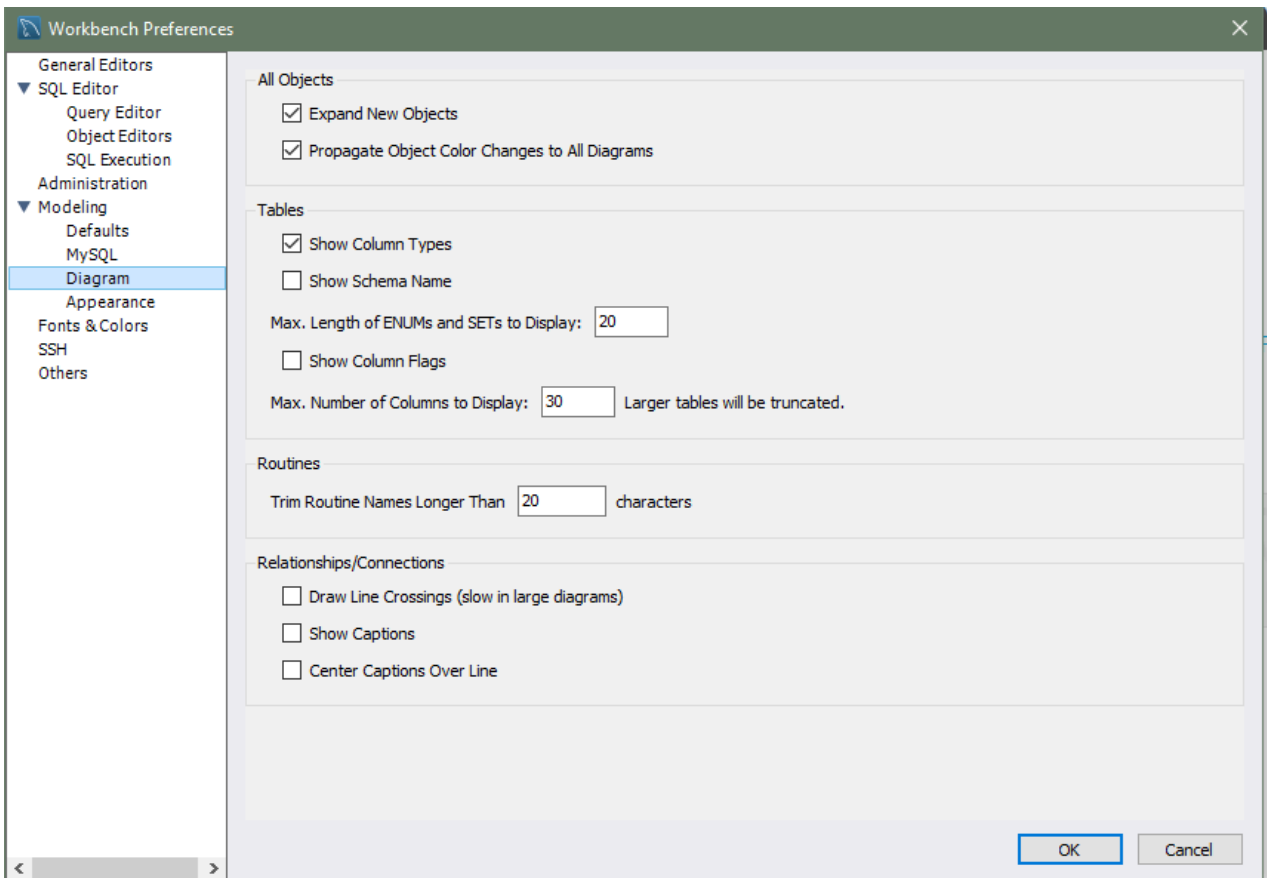 Workbench Preferences
General Editors
SQL Editor
Query Editor
Object Editors
SQL Execution
Administration
Modeling
Defaults
MySQL
Diagram
Appearance
Fonts & Colors
SSH
Others
All Objects
Expand New Objects
Propagate Object Color Changes to All Diagrams
Tables
Show Column Types
Show Schema Name
Max. Length of ENUMs and SETs to Display: 20
Show Column Flags
Max. Number of Columns to Display: 30 Larger tables will be truncated.
Routines
Trim Routine Names Longer Than 20 characters
Relationships/Connections
Draw Line Crossings (slow in large diagrams)
Show Captions
Center Captions Over Line
OK Cancel